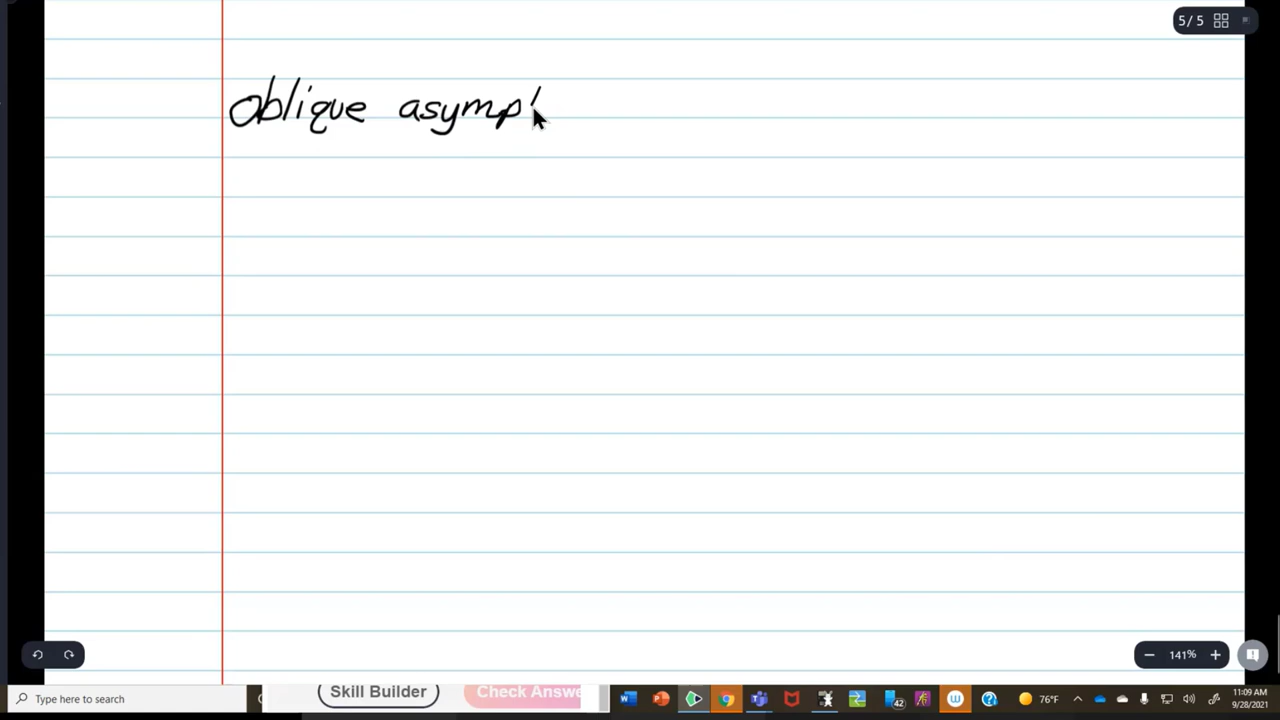 5 / 5
oblique asympt
141%
Type here to search
Skill Builder
Check Answe
42
76°F
11:09 AM
9/28/2021